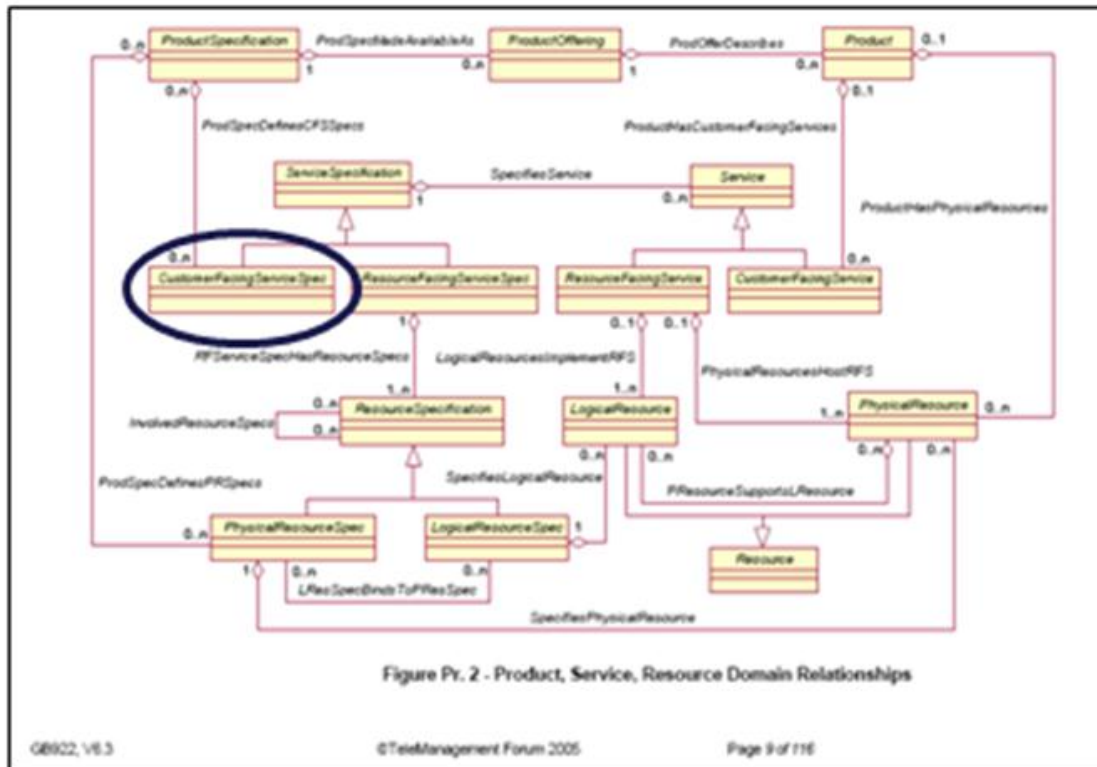 0..n ProductSpecification ProdSpecMadeAvailableAs ProductOffering ProdOfferDescribes Product 0..1
1 0..n 1 0..n
0..n 0..1
ProdSpecDefinesCFSSpecs ProductHasCustomerFacingServices
ServiceSpecification SpecifiesService Service
1 0..n
ProductHasPhysicalResources
0..n 0..n
CustomerFacingServiceSpec ResourceFacingServiceSpec ResourceFacingService CustomerFacingService
1 0..1 0..1
RFServiceSpecHasResourceSpecs LogicalResourcesImplementRFS
PhysicalResourcesHostRFS
1..n 1..n
0..n ResourceSpecification LogicalResource 1..n PhysicalResource 0..n
InvolvedResourceSpecs 0..n
0..n 0..n 0..n 0..n
ProdSpecDefinesPRSpecs SpecifiesLogicalResource
PResourceSupportsLResource
PhysicalResourceSpec LogicalResourceSpec 1
0..n
Resource
1 0..n 0..n
LResSpecBindsToPResSpec
SpecifiesPhysicalResource
Figure Pr. 2 - Product, Service, Resource Domain Relationships
GB922, V6.3 ©TeleManagement Forum 2005 Page 9 of 116